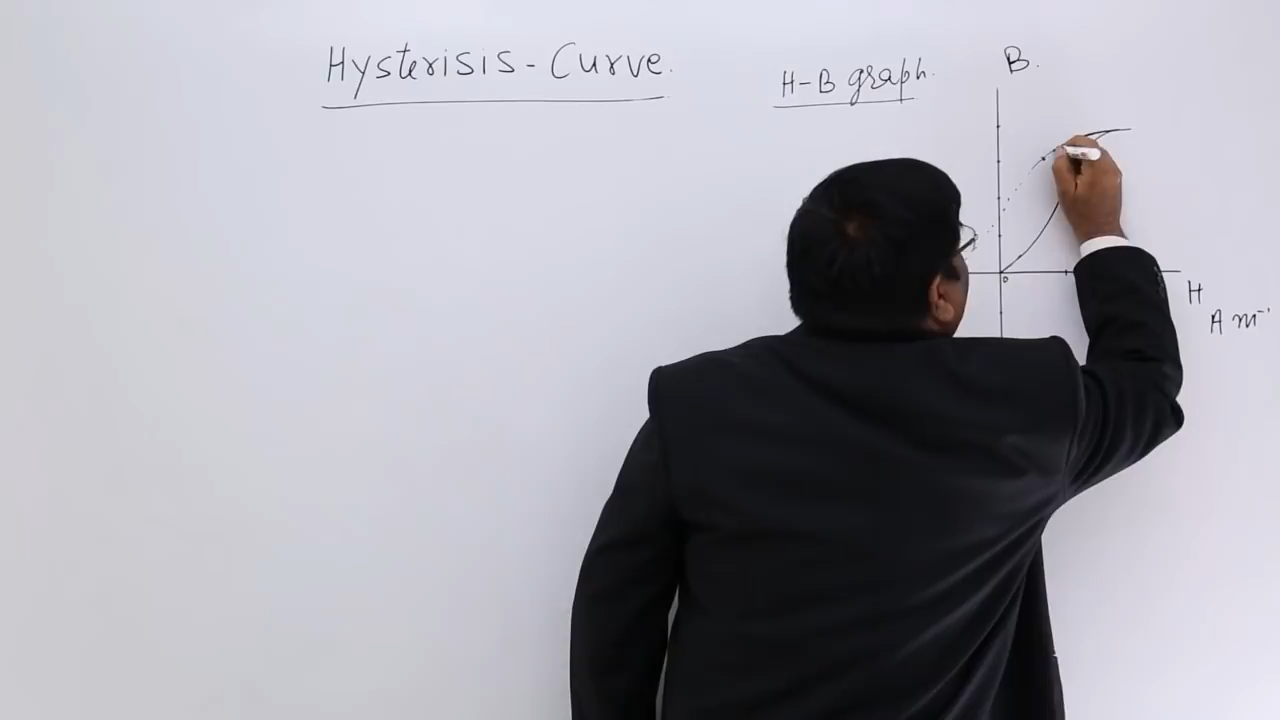 Hysterisis - Curve.
H-B graph.
B.
0
H
A m⁻¹